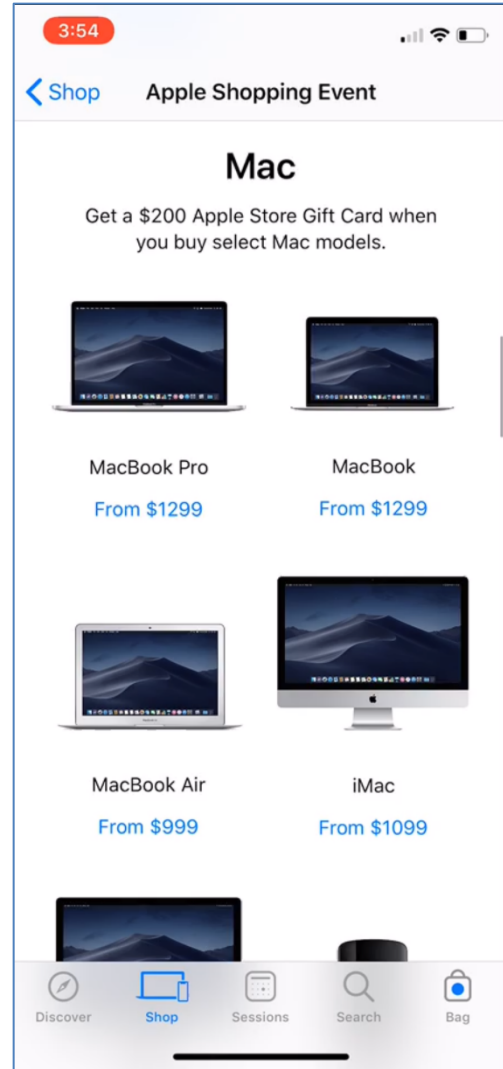 3:54
Shop
Apple Shopping Event
Mac
Get a $200 Apple Store Gift Card when
you buy select Mac models.
MacBook Pro
MacBook
From $1299
From $1299
MacBook Air
iMac
From $999
From $1099
Discover
Shop
Sessions
Search
Bag